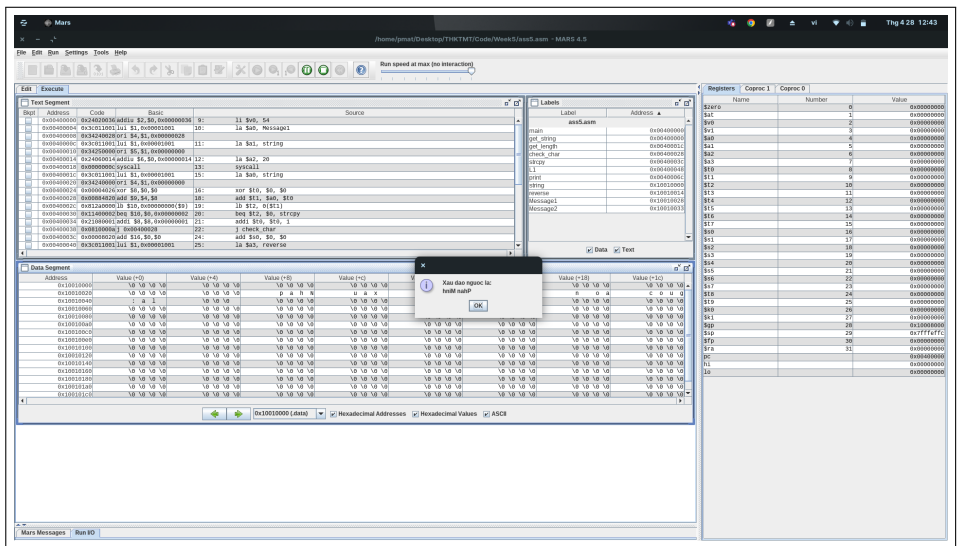 Mars
vi
Thg 4 28 12:43
/home/pmat/Desktop/THKTMT/Code/Week5/ass5.asm - MARS 4.5
File Edit Run Settings Tools Help
Run speed at max (no interaction)
Edit Execute
Text Segment
Bkpt Address Code Basic Source
0x00400000 0x24020036 addiu $2,$0,0x00000036 9: li $v0, 54
0x00400004 0x3c011001 lui $1,0x00001001 10: la $a0, Message1
0x00400008 0x34240028 ori $4,$1,0x00000028
0x0040000c 0x3c011001 lui $1,0x00001001 11: la $a1, string
0x00400010 0x34250000 ori $5,$1,0x00000000
0x00400014 0x24060014 addiu $6,$0,0x00000014 12: la $a2, 20
0x00400018 0x0000000c syscall 13: syscall
0x0040001c 0x3c011001 lui $1,0x00001001 15: la $a0, string
0x00400020 0x34240000 ori $4,$1,0x00000000
0x00400024 0x00004026 xor $8,$0,$0 16: xor $t0, $0, $0
0x00400028 0x00884820 add $9,$4,$8 18: add $t1, $a0, $t0
0x0040002c 0x812a0000 lb $10,0x00000000($9) 19: lb $t2, 0($t1)
0x00400030 0x11400002 beq $10,$0,0x00000002 20: beq $t2, $0, strcpy
0x00400034 0x21080001 addi $8,$8,0x00000001 21: addi $t0, $t0, 1
0x00400038 0x0810000a j 0x00400028 22: j check_char
0x0040003c 0x00008020 add $16,$0,$0 24: add $s0, $0, $0
0x00400040 0x3c011001 lui $1,0x00001001 25: la $a3, reverse
Labels
Label Address ▲
ass5.asm
main 0x00400000
get_string 0x00400000
get_length 0x0040001c
check_char 0x00400028
strcpy 0x0040003c
L1 0x00400048
print 0x0040006c
string 0x10010000
reverse 0x10010014
Message1 0x10010028
Message2 0x10010033
Data Text
Registers Coproc 1 Coproc 0
Name Number Value
$zero 0 0x00000000
$at 1 0x00000000
$v0 2 0x00000000
$v1 3 0x00000000
$a0 4 0x00000000
$a1 5 0x00000000
$a2 6 0x00000000
$a3 7 0x00000000
$t0 8 0x00000000
$t1 9 0x00000000
$t2 10 0x00000000
$t3 11 0x00000000
$t4 12 0x00000000
$t5 13 0x00000000
$t6 14 0x00000000
$t7 15 0x00000000
$s0 16 0x00000000
$s1 17 0x00000000
$s2 18 0x00000000
$s3 19 0x00000000
$s4 20 0x00000000
$s5 21 0x00000000
$s6 22 0x00000000
$s7 23 0x00000000
$t8 24 0x00000000
$t9 25 0x00000000
$k0 26 0x00000000
$k1 27 0x00000000
$gp 28 0x10008000
$sp 29 0x7fffeffc
$fp 30 0x00000000
$ra 31 0x00000000
pc 0x00400000
hi 0x00000000
lo 0x00000000
Data Segment
Address Value (+0) Value (+4) Value (+8) Value (+c) Value (+18) Value (+1c)
0x10010000
0x10010020
0x10010040
0x10010060
0x10010080
0x100100a0
0x100100c0
0x100100e0
0x10010100
0x10010120
0x10010140
0x10010160
0x10010180
0x100101a0
0x100101c0
Xau dao nguoc la:
hniM nahP
OK
0x10010000 (.data) Hexadecimal Addresses Hexadecimal Values ASCII
Mars Messages Run I/O